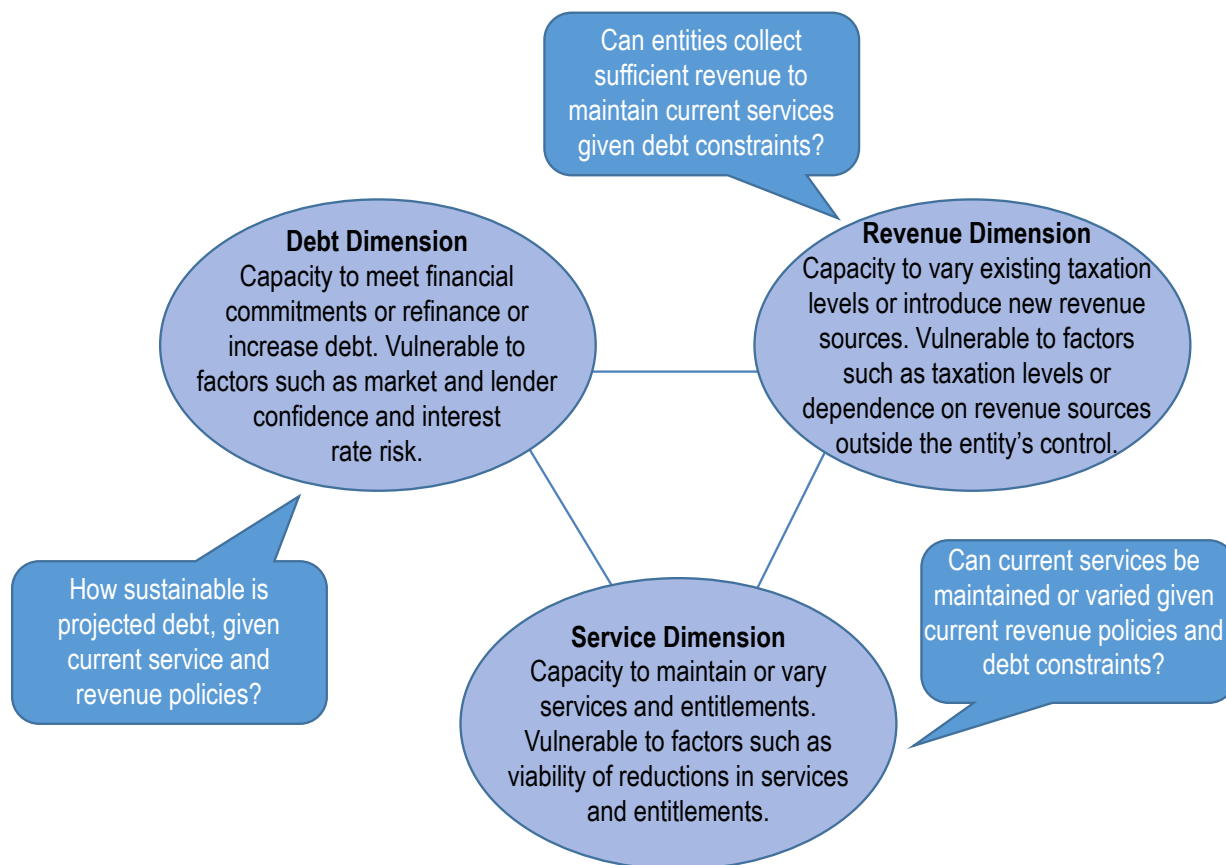 Can entities collect
sufficient revenue to
maintain current services
given debt constraints?
Debt Dimension
Capacity to meet financial
commitments or refinance or
increase debt. Vulnerable to
factors such as market and lender
confidence and interest
rate risk.
Revenue Dimension
Capacity to vary existing taxation
levels or introduce new revenue
sources. Vulnerable to factors
such as taxation levels or
dependence on revenue sources
outside the entity’s control.
How sustainable is
projected debt, given
current service and
revenue policies?
Service Dimension
Capacity to maintain or vary
services and entitlements.
Vulnerable to factors such as
viability of reductions in services
and entitlements.
Can current services be
maintained or varied given
current revenue policies and
debt constraints?